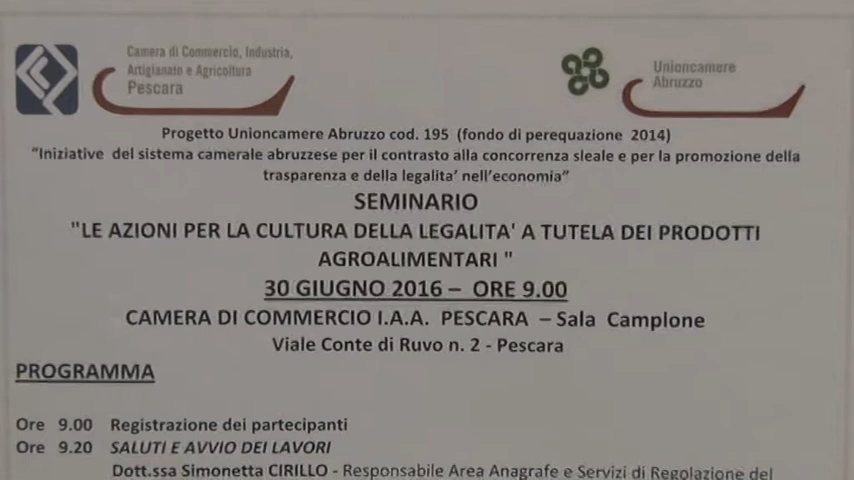 Camera di Commercio, Industria,
Artigianato e Agricoltura
Pescara
Unioncamere
Abruzzo
Progetto Unioncamere Abruzzo cod. 195 (fondo di perequazione 2014)
“Iniziative del sistema camerale abruzzese per il contrasto alla concorrenza sleale e per la promozione della
trasparenza e della legalita’ nell’economia”
SEMINARIO
"LE AZIONI PER LA CULTURA DELLA LEGALITA' A TUTELA DEI PRODOTTI
AGROALIMENTARI "
30 GIUGNO 2016 – ORE 9.00
CAMERA DI COMMERCIO I.A.A. PESCARA – Sala Camplone
Viale Conte di Ruvo n. 2 - Pescara
PROGRAMMA
Ore 9.00 Registrazione dei partecipanti
Ore 9.20 SALUTI E AVVIO DEI LAVORI
Dott.ssa Simonetta CIRILLO - Responsabile Area Anagrafe e Servizi di Regolazione del